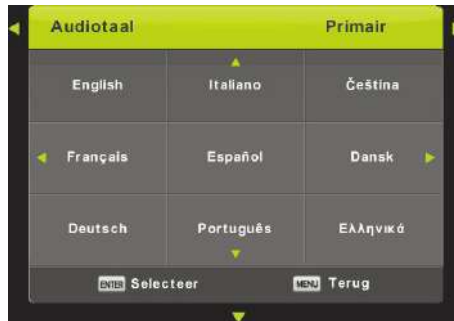 Audiotaal Primair
English Italiano Čeština
Français Español Dansk
Deutsch Português Ελληνικά
ENTER Selecteer MENU Terug